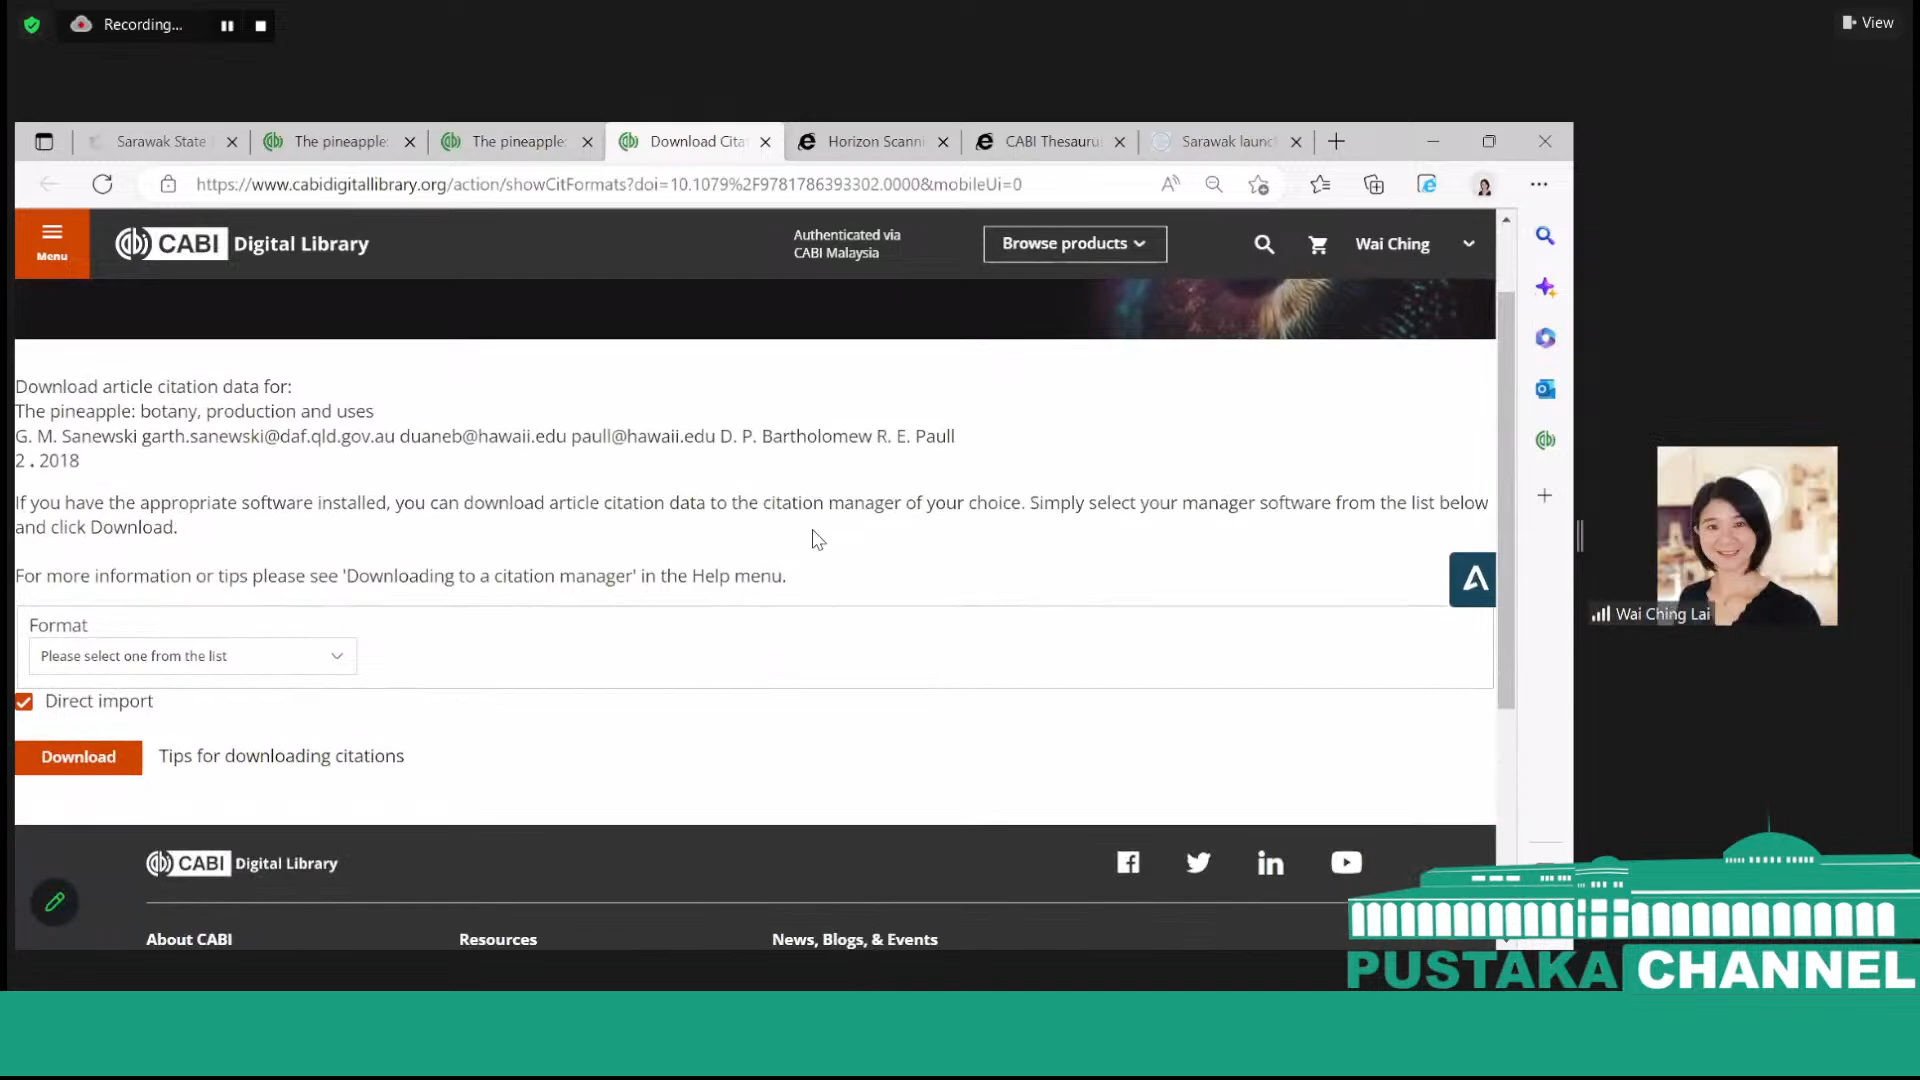 Recording...
View
Sarawak State
The pineapple:
The pineapple:
Download Cita
Horizon Scanni
CABI Thesauru
Sarawak launc
https://www.cabidigitallibrary.org/action/showCitFormats?doi=10.1079%2F9781786393302.0000&mobileUi=0
Menu
CABI Digital Library
Authenticated via
CABI Malaysia
Browse products
Wai Ching
Download article citation data for:
The pineapple: botany, production and uses
G. M. Sanewski garth.sanewski@daf.qld.gov.au duaneb@hawaii.edu paull@hawaii.edu D. P. Bartholomew R. E. Paull
2 . 2018
If you have the appropriate software installed, you can download article citation data to the citation manager of your choice. Simply select your manager software from the list below
and click Download.
For more information or tips please see 'Downloading to a citation manager' in the Help menu.
Format
Please select one from the list
Direct import
Download
Tips for downloading citations
Wai Ching Lai
CABI Digital Library
About CABI
Resources
News, Blogs, & Events
PUSTAKA CHANNEL